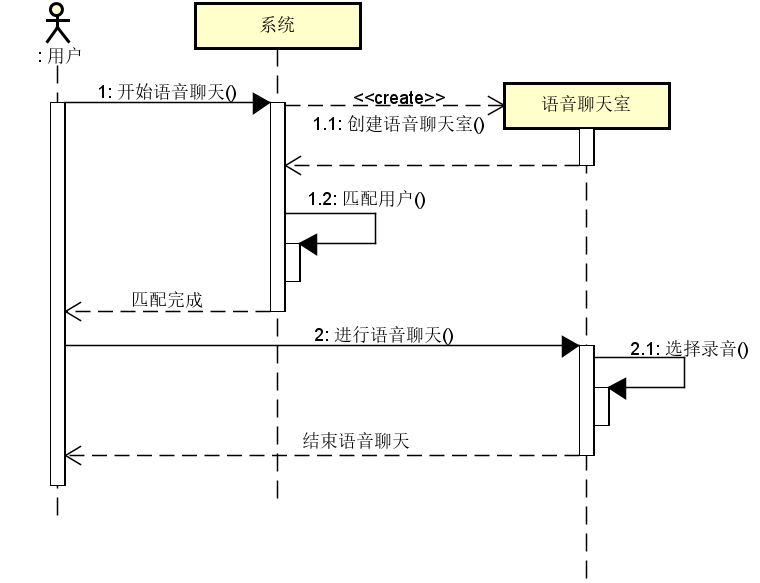 系统
: 用户
1: 开始语音聊天()
<<create>>
语音聊天室
1.1: 创建语音聊天室()
1.2: 匹配用户()
匹配完成
2: 进行语音聊天()
2.1: 选择录音()
结束语音聊天